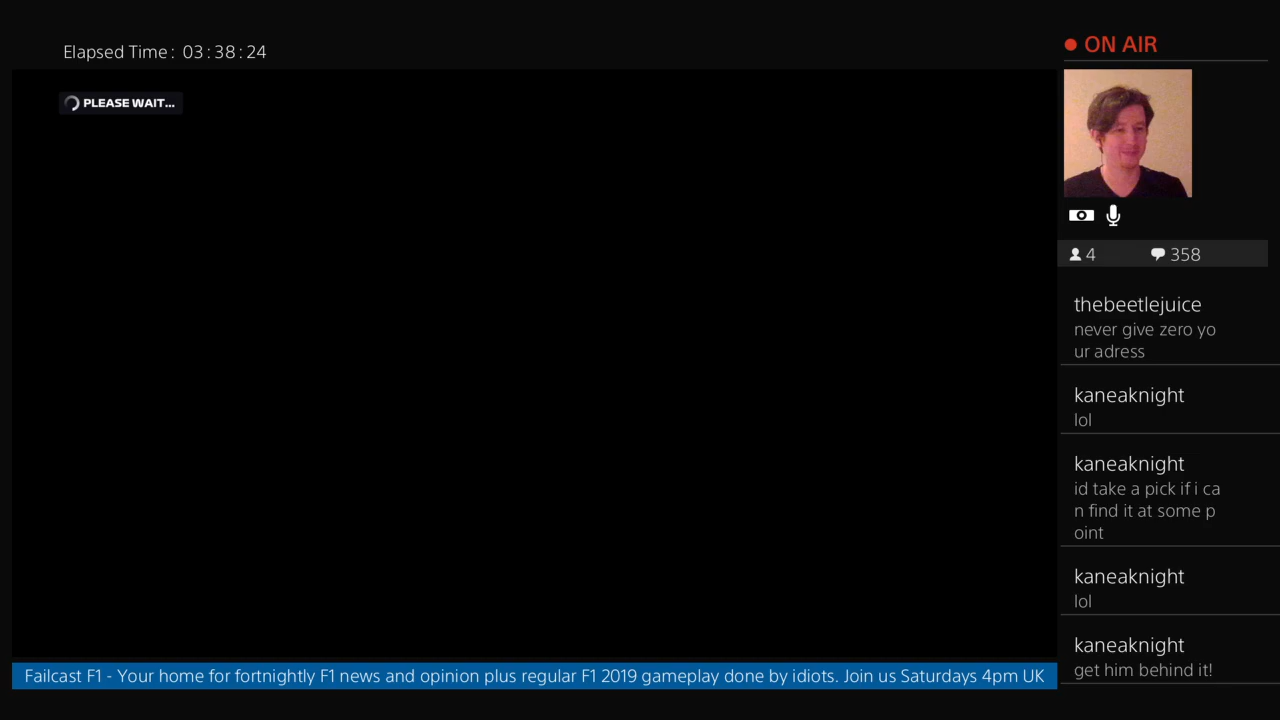 Elapsed Time: 03:38:24
ON AIR
PLEASE WAIT...
4
358
thebeetlejuice
never give zero yo
ur adress
kaneaknight
lol
kaneaknight
id take a pick if i ca
n find it at some p
oint
kaneaknight
lol
kaneaknight
get him behind it!
Failcast F1 - Your home for fortnightly F1 news and opinion plus regular F1 2019 gameplay done by idiots. Join us Saturdays 4pm UK